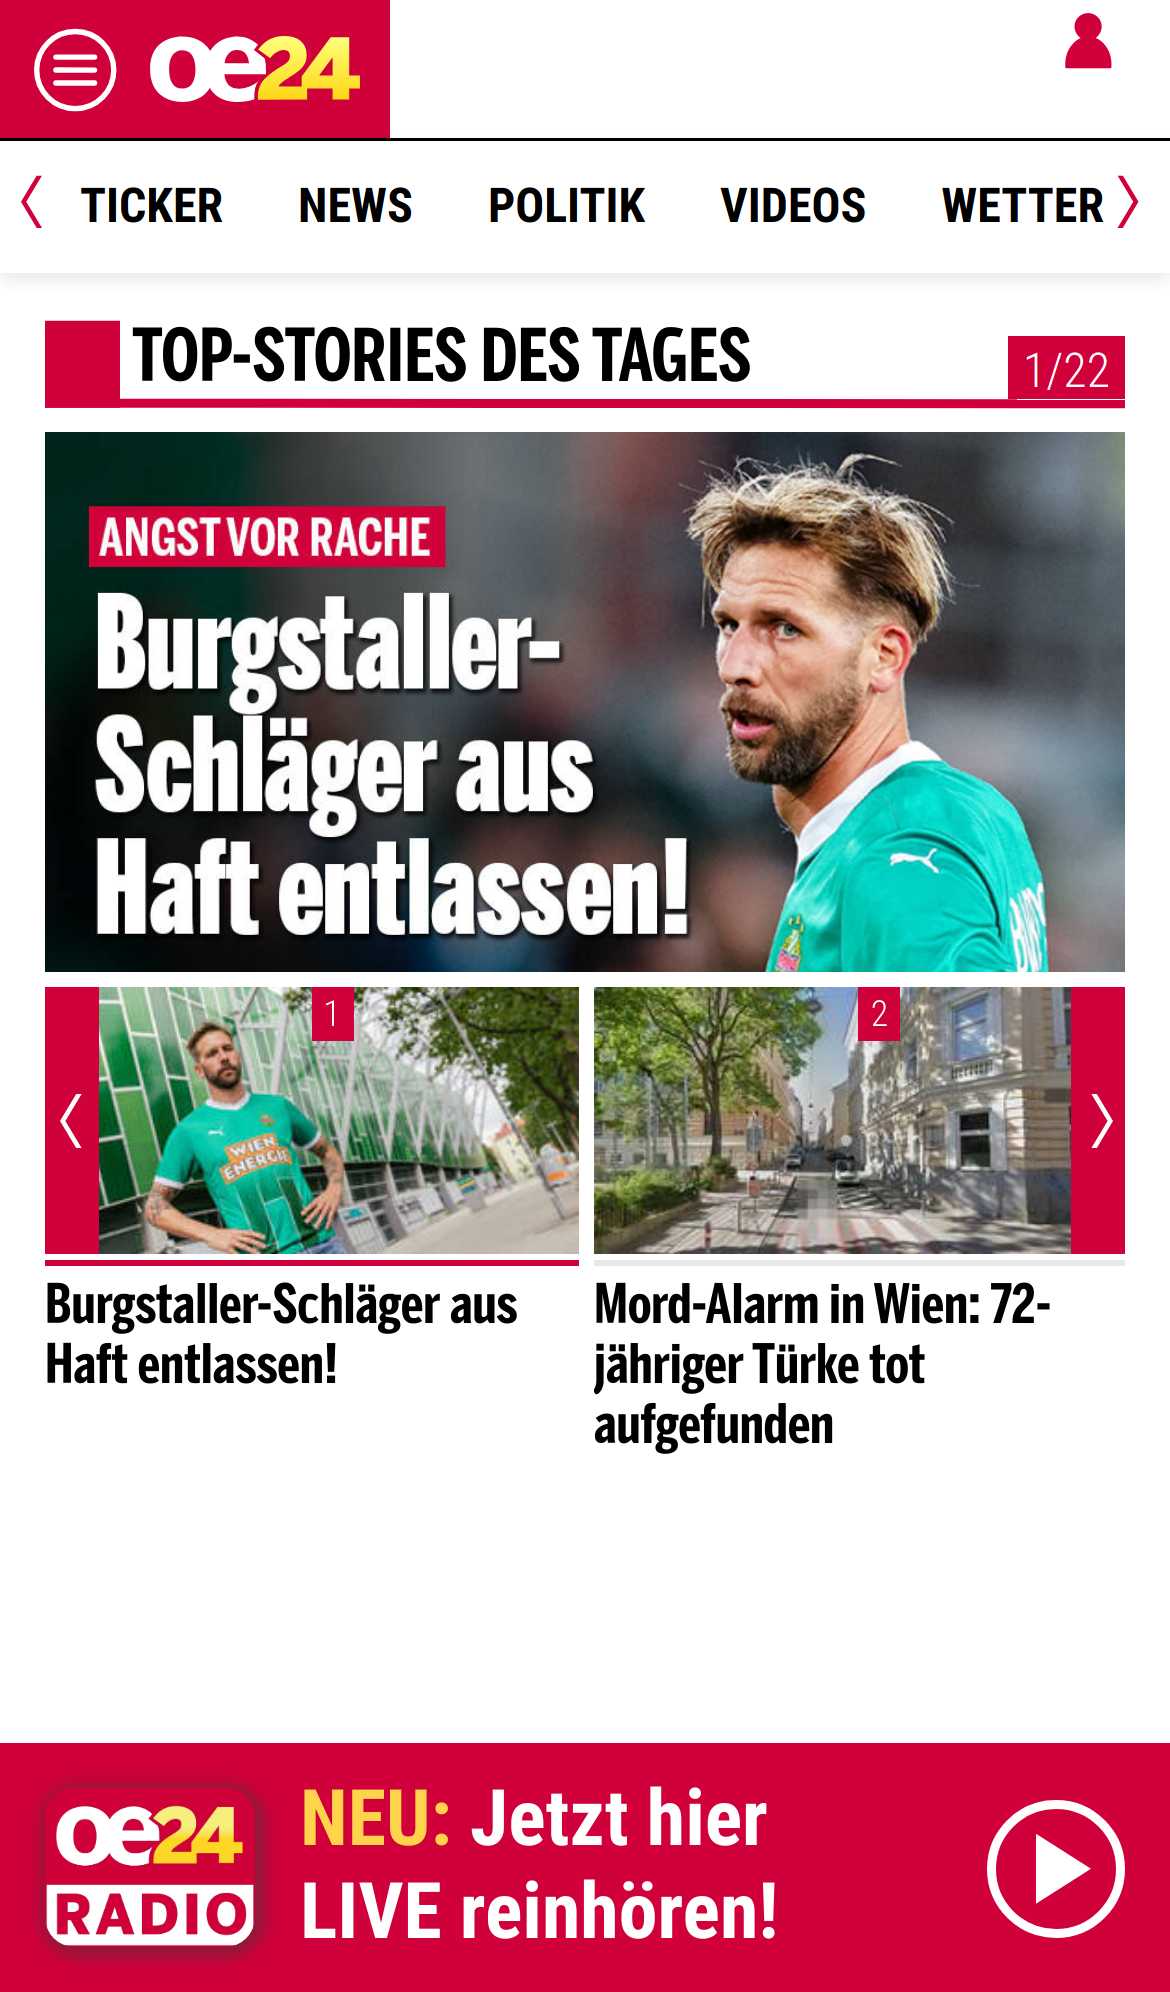 oe24
TICKER NEWS POLITIK VIDEOS WETTER
TOP-STORIES DES TAGES
1/22
ANGST VOR RACHE
Burgstaller-
Schläger aus
Haft entlassen!
1
2
WIEN
ENERGIE
Burgstaller-Schläger aus
Haft entlassen!
Mord-Alarm in Wien: 72-
jähriger Türke tot
aufgefunden
oe24
RADIO
NEU: Jetzt hier
LIVE reinhören!